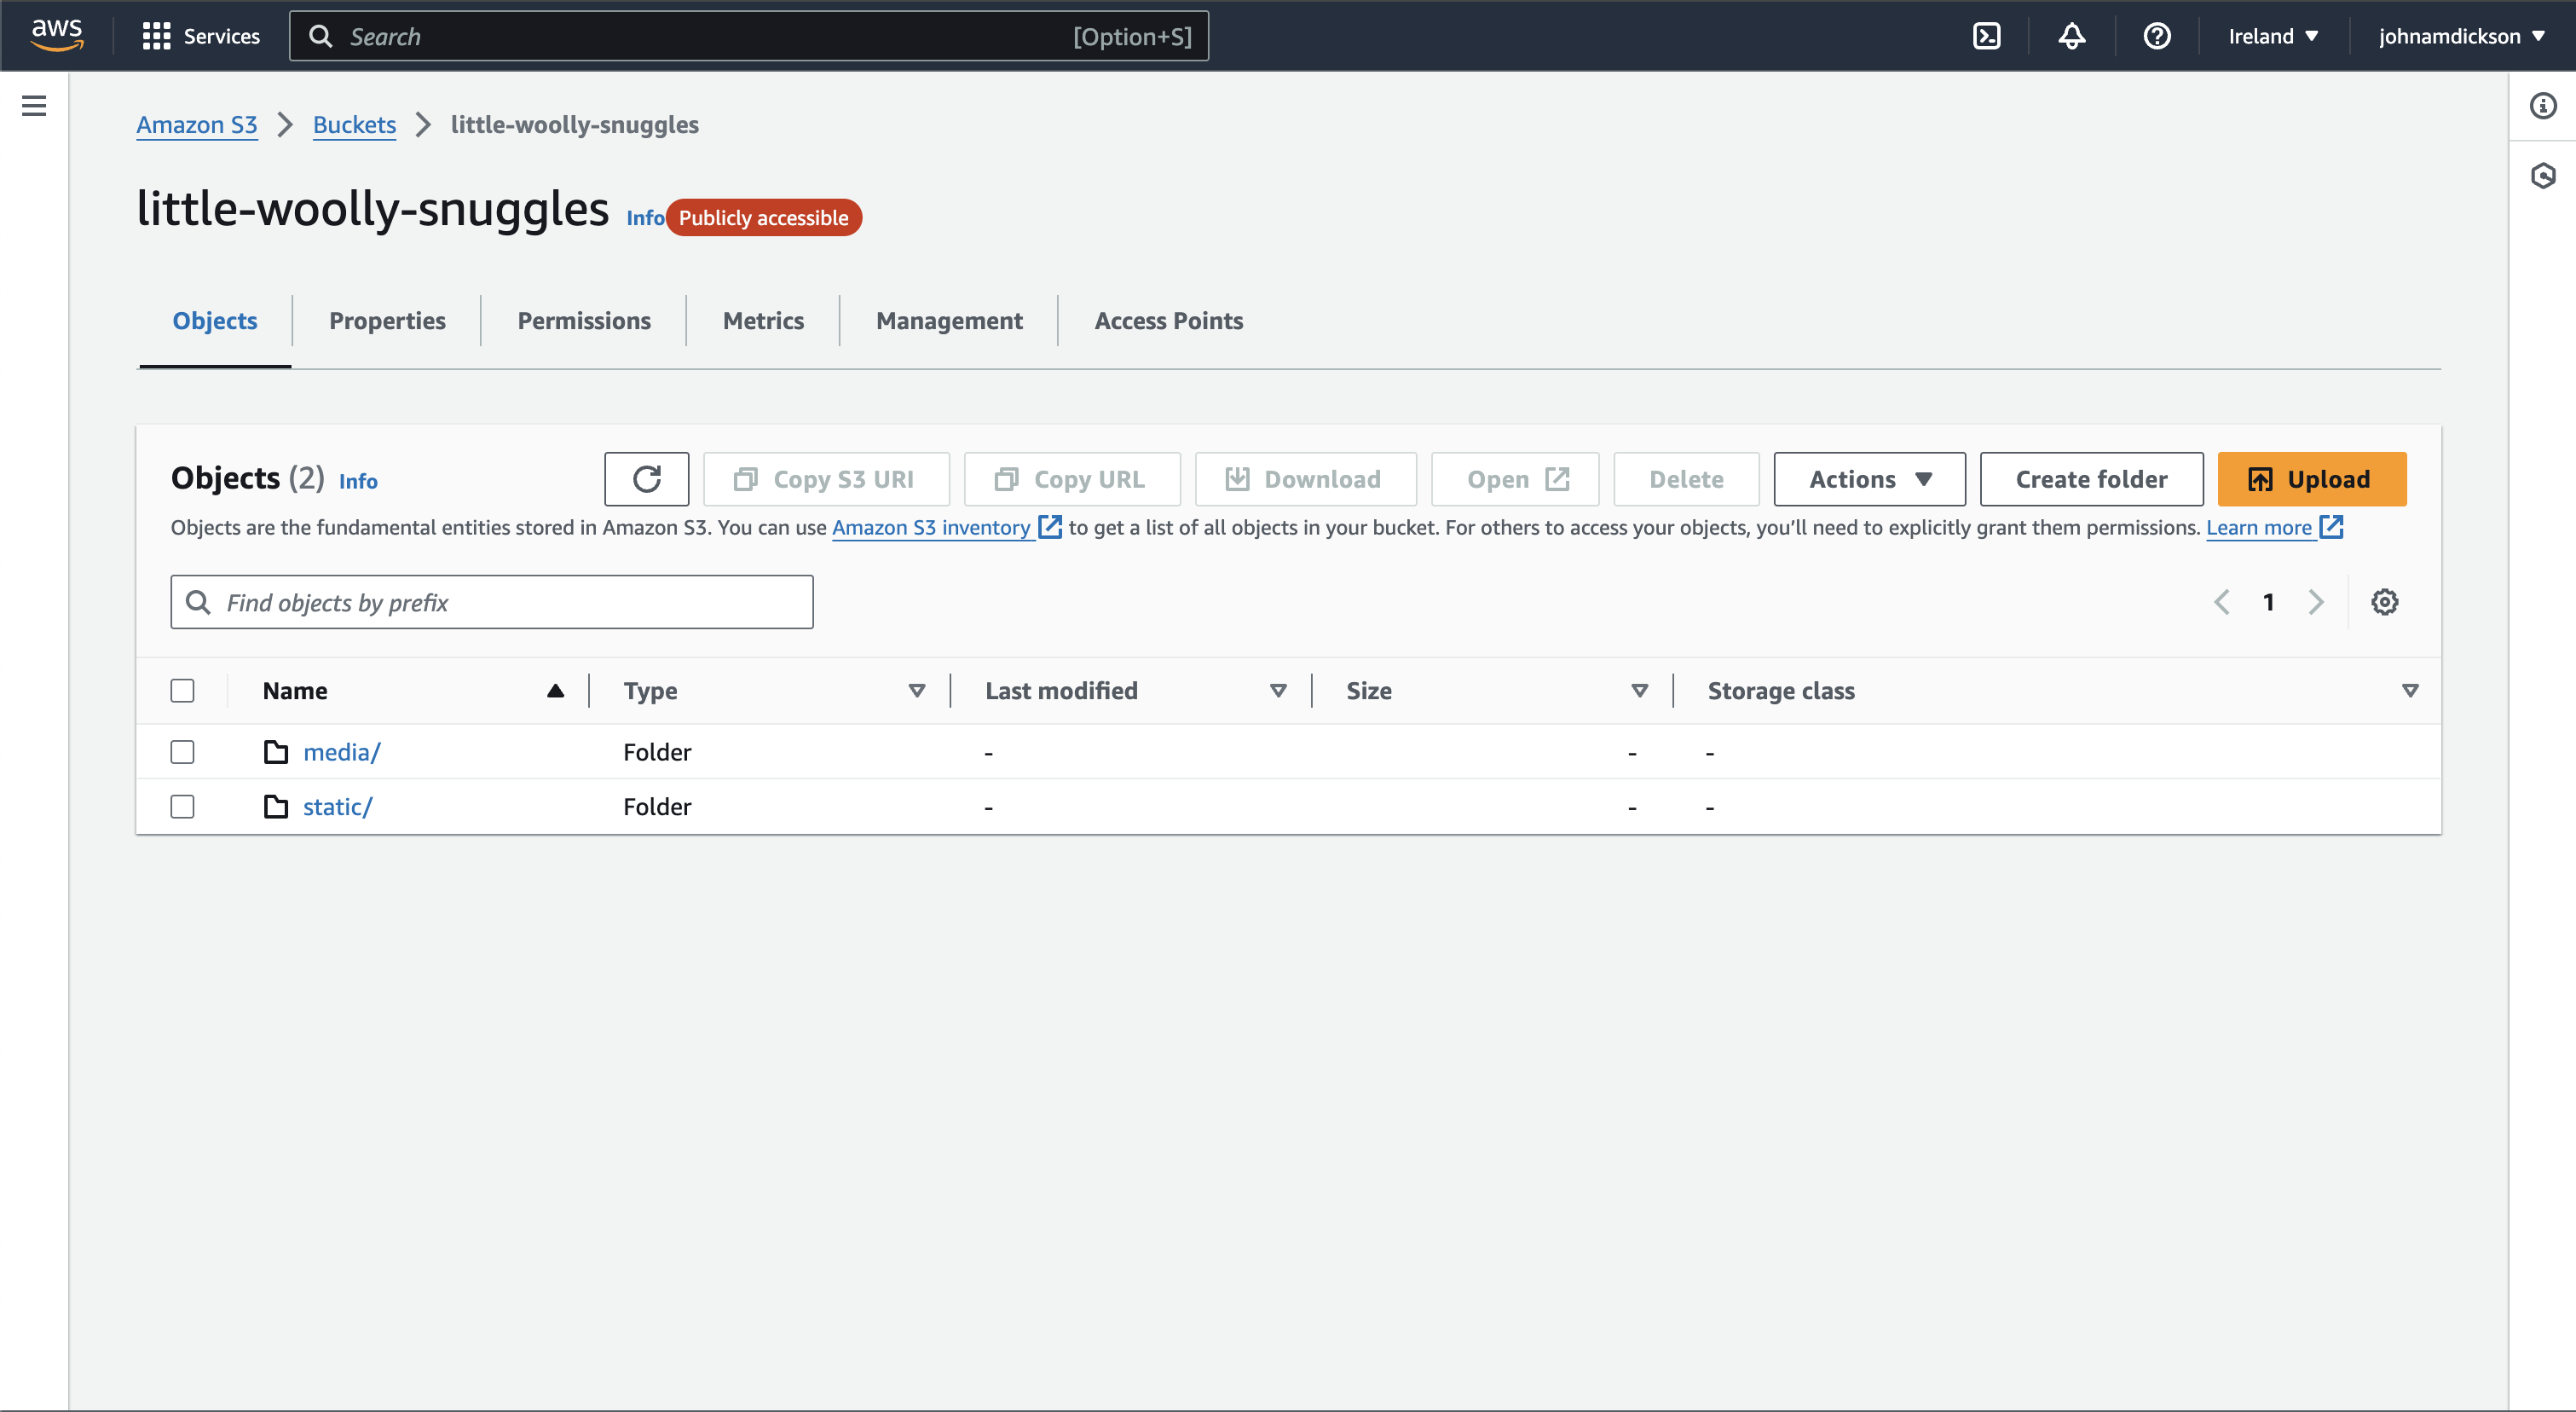 aws Services Search [Option+S] Ireland johnamdickson
Amazon S3 Buckets little-woolly-snuggles
little-woolly-snuggles Info Publicly accessible
Objects Properties Permissions Metrics Management Access Points
Objects (2) Info Copy S3 URI Copy URL Download Open Delete Actions Create folder Upload
Objects are the fundamental entities stored in Amazon S3. You can use Amazon S3 inventory to get a list of all objects in your bucket. For others to access your objects, you’ll need to explicitly grant them permissions. Learn more
Find objects by prefix 1
Name Type Last modified Size Storage class
media/ Folder - - -
static/ Folder - - -